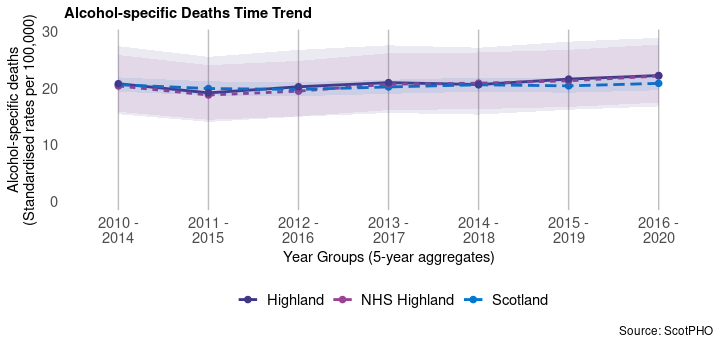 Alcohol-specific Deaths Time Trend
Alcohol-specific deaths
(Standardised rates per 100,000)
30
20
10
0
2010 -
2014
2011 -
2015
2012 -
2016
2013 -
2017
2014 -
2018
2015 -
2019
2016 -
2020
Year Groups (5-year aggregates)
Highland
NHS Highland
Scotland
Source: ScotPHO